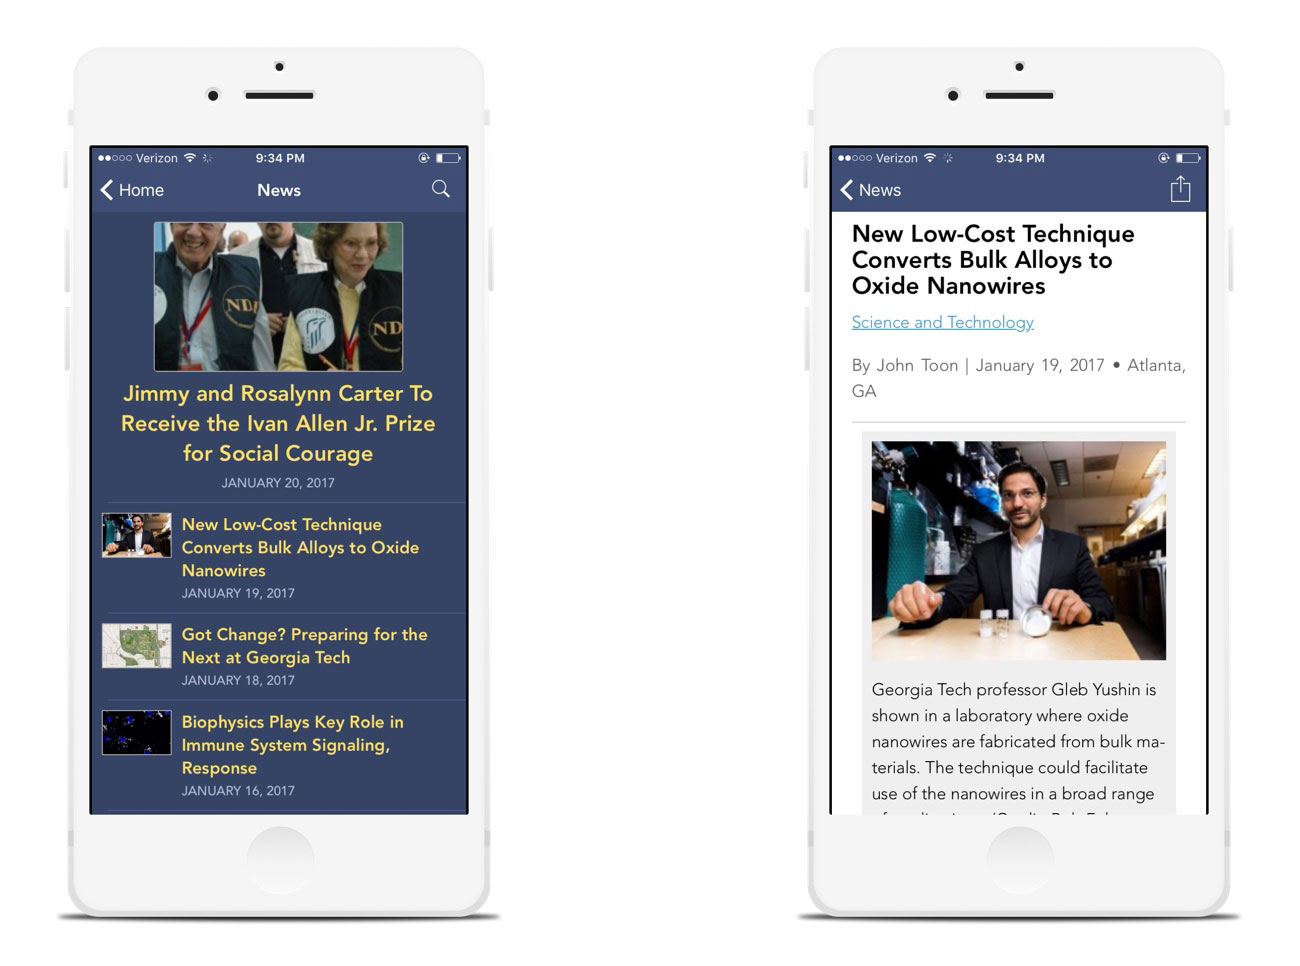 Verizon 9:34 PM
Home News
Jimmy and Rosalynn Carter To
Receive the Ivan Allen Jr. Prize
for Social Courage
JANUARY 20, 2017
New Low-Cost Technique
Converts Bulk Alloys to Oxide
Nanowires
JANUARY 19, 2017
Got Change? Preparing for the
Next at Georgia Tech
JANUARY 18, 2017
Biophysics Plays Key Role in
Immune System Signaling,
Response
JANUARY 16, 2017
Verizon 9:34 PM
News
New Low-Cost Technique
Converts Bulk Alloys to
Oxide Nanowires
Science and Technology
By John Toon | January 19, 2017 • Atlanta,
GA
Georgia Tech professor Gleb Yushin is
shown in a laboratory where oxide
nanowires are fabricated from bulk ma-
terials. The technique could facilitate
use of the nanowires in a broad range